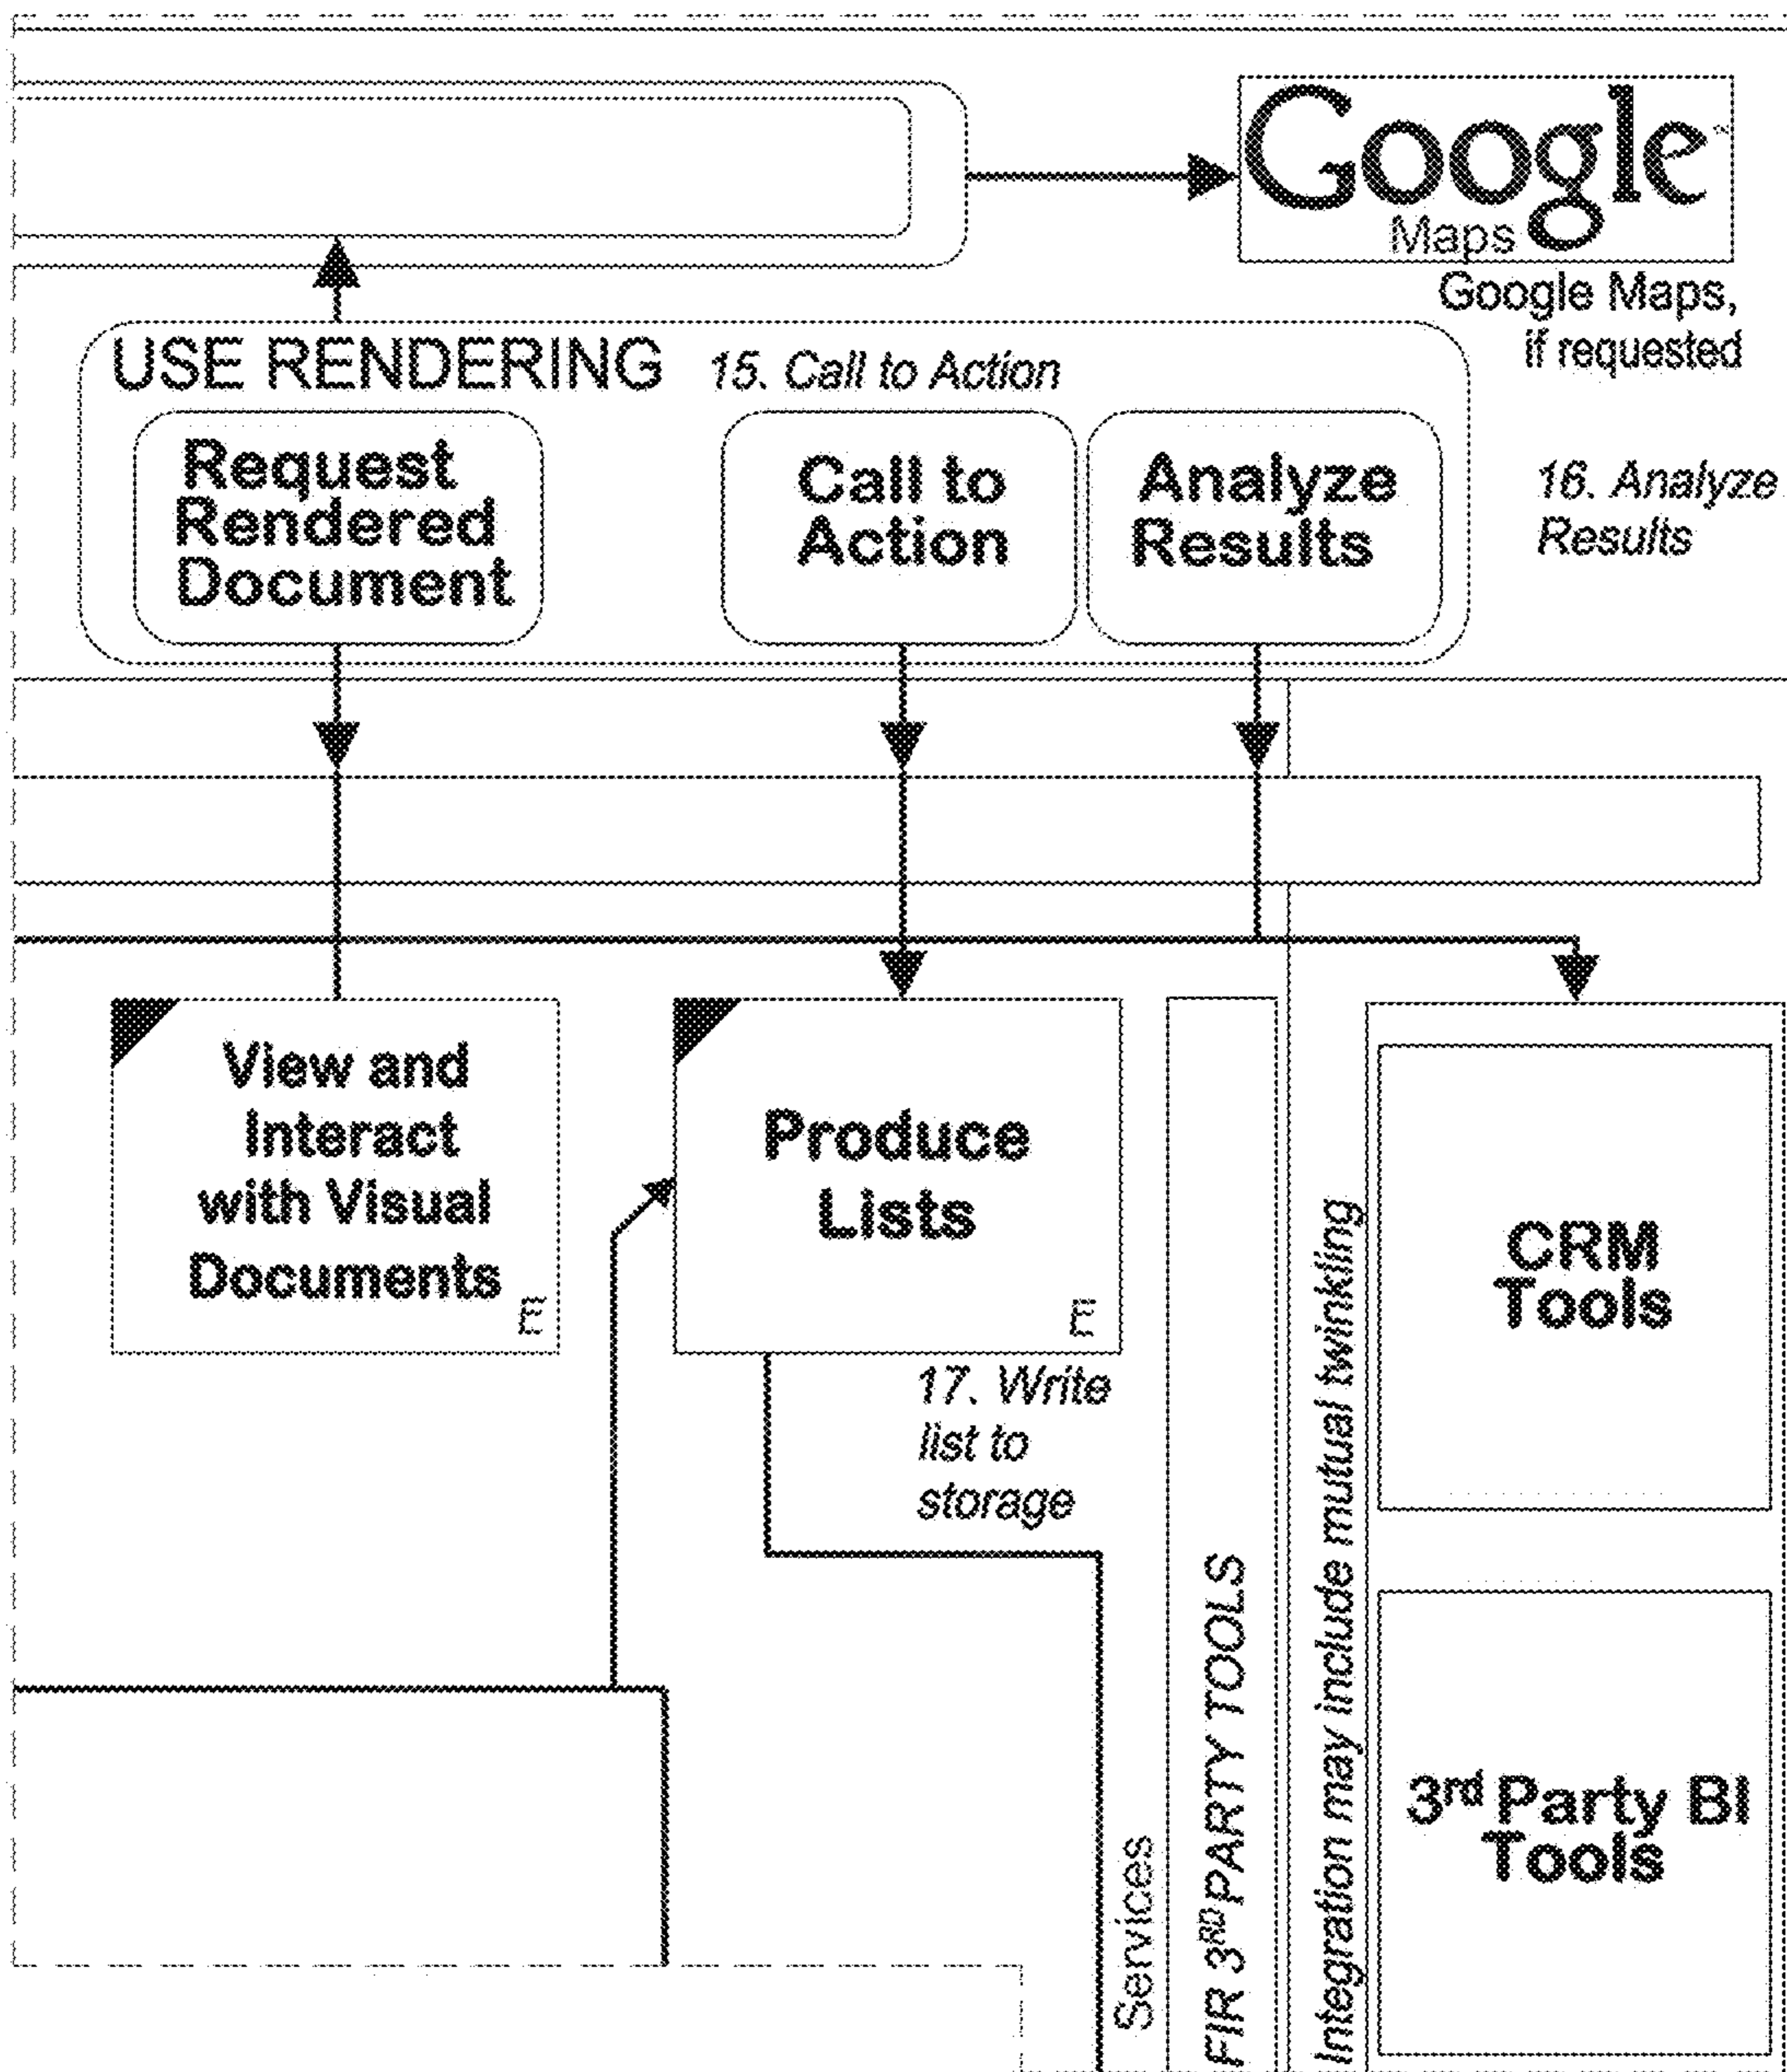 Google
Maps
Google Maps,
if requested
USE RENDERING
15. Call to Action
Request
Rendered
Document
Call to
Action
Analyze
Results
16. Analyze
Results
View and
Interact
with Visual
Documents
E
Produce
Lists
E
17. Write
list to
storage
Services
FIR 3RD PARTY TOOLS
Integration may include mutual twinkling
CRM
Tools
3rd Party BI
Tools